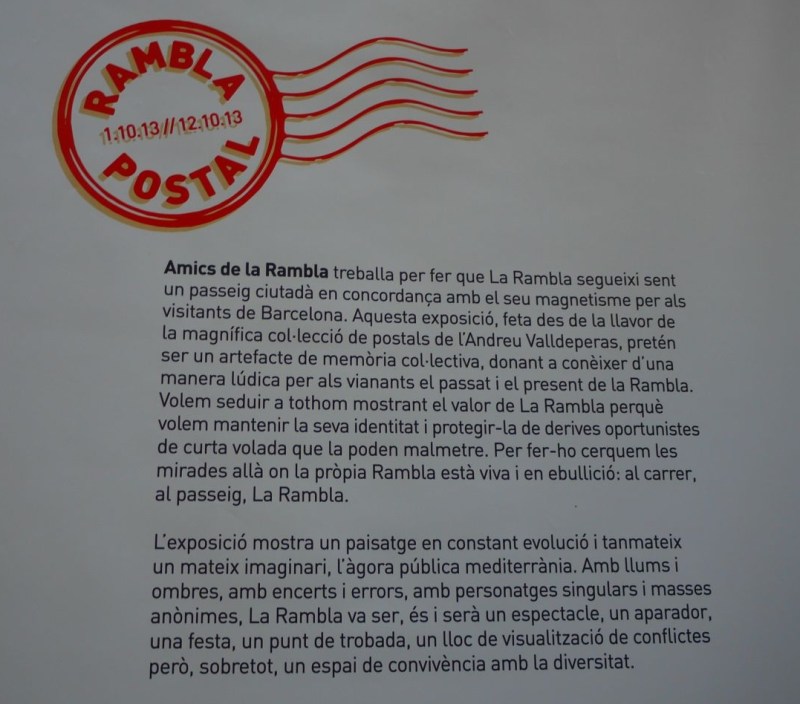 RAMBLA
1.10.13//12.10.13
POSTAL
Amics de la Rambla treballa per fer que La Rambla segueixi sent
un passeig ciutadà en concordança amb el seu magnetisme per als
visitants de Barcelona. Aquesta exposició, feta des de la llavor de
la magnífica col·lecció de postals de l'Andreu Valldeperas, pretén
ser un artefacte de memòria col·lectiva, donant a conèixer d'una
manera lúdica per als vianants el passat i el present de la Rambla.
Volem seduir a tothom mostrant el valor de La Rambla perquè
volem mantenir la seva identitat i protegir-la de derives oportunistes
de curta volada que la poden malmetre. Per fer-ho cerquem les
mirades allà on la pròpia Rambla està viva i en ebullició: al carrer,
al passeig, La Rambla.
L'exposició mostra un paisatge en constant evolució i tanmateix
un mateix imaginari, l'àgora pública mediterrània. Amb llums i
ombres, amb encerts i errors, amb personatges singulars i masses
anònimes, La Rambla va ser, és i serà un espectacle, un aparador,
una festa, un punt de trobada, un lloc de visualització de conflictes
però, sobretot, un espai de convivència amb la diversitat.